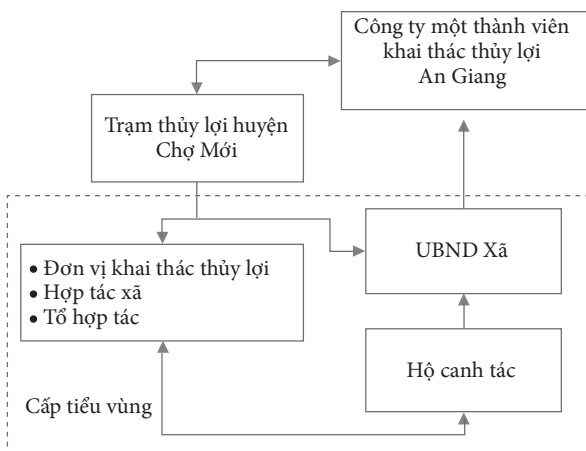 Công ty một thành viên
khai thác thủy lợi
An Giang
Trạm thủy lợi huyện
Chợ Mới
UBND Xã
• Đơn vị khai thác thủy lợi
• Hợp tác xã
• Tổ hợp tác
Hộ canh tác
Cấp tiểu vùng